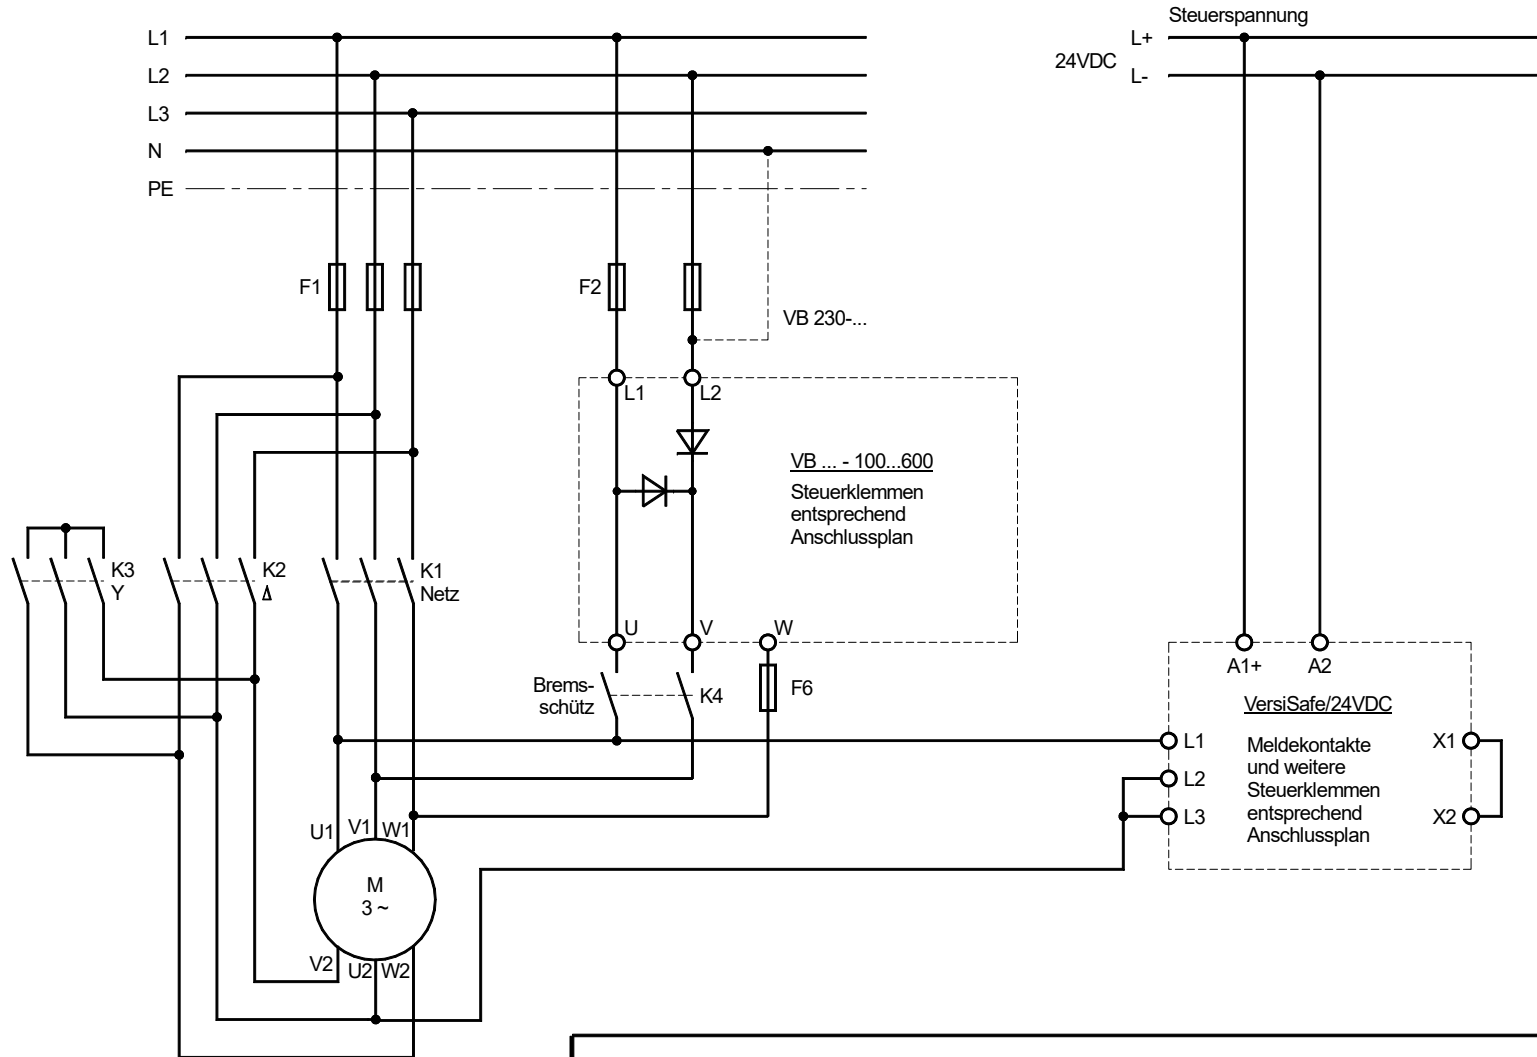 Steuerspannung
L1
L+
24VDC
L2
L-
L3
N
PE
F1
F2
VB 230-...
L1
L2
VB ... - 100...600
Steuerklemmen
entsprechend
Anschlussplan
K3
Y
K2
Δ
K1
Netz
U
V
W
A1+
A2
Brems-
schütz
K4
F6
VersiSafe/24VDC
L1
Meldekontakte
und weitere
Steuerklemmen
entsprechend
Anschlussplan
X1
L2
L3
X2
U1
V1
W1
M
3 ~
V2
U2
W2